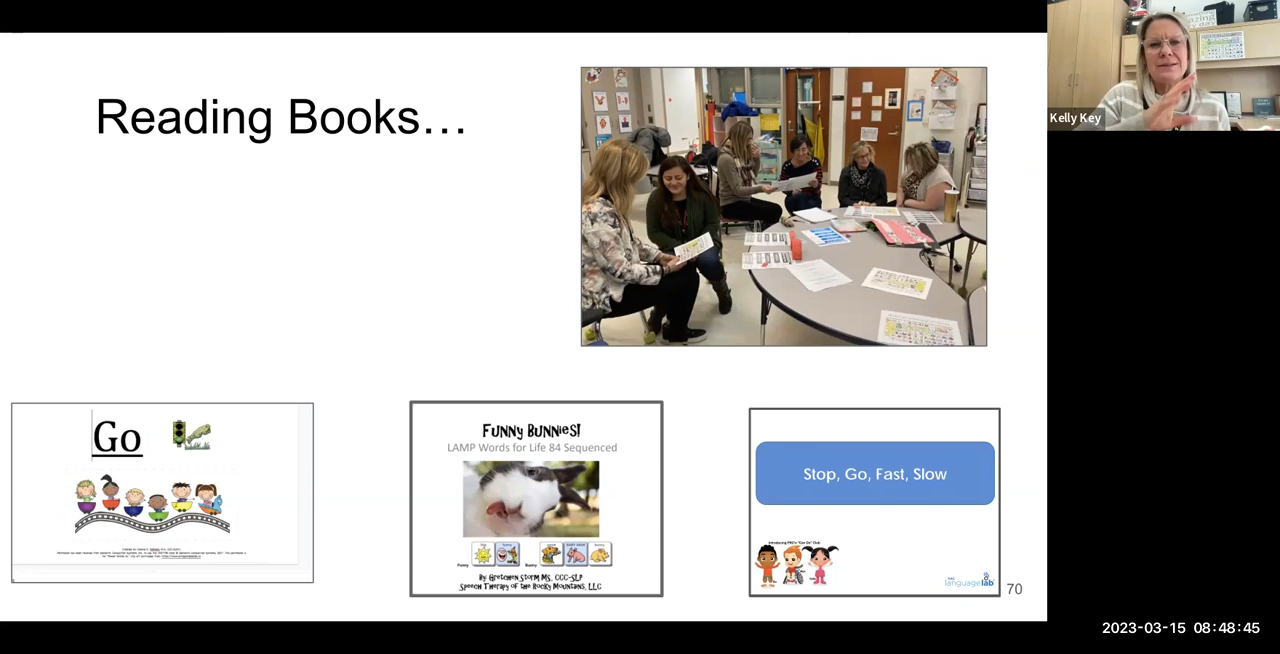 Reading Books…
Kelly Key
Go
Funny Bunnies!
LAMP Words for Life 84 Sequenced
Funny
Bunny
By: Gretchen Storm MS, CCC-SLP
Speech Therapy of the Rocky Mountains, LLC
Stop, Go, Fast, Slow
languagelab
70
2023-03-15 08:48:45